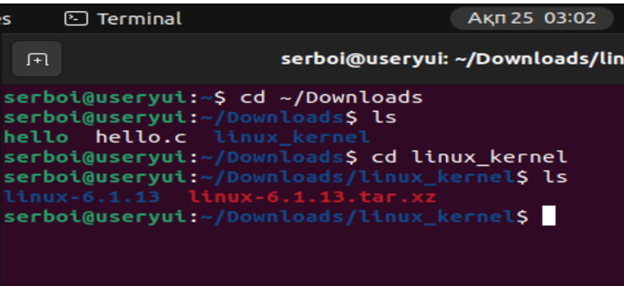 s Terminal Ақп 25 03:02
serboi@useryui: ~/Downloads/lin
serboi@useryui:~$ cd ~/Downloads
serboi@useryui:~/Downloads$ ls
hello hello.c linux_kernel
serboi@useryui:~/Downloads$ cd linux_kernel
serboi@useryui:~/Downloads/linux_kernel$ ls
linux-6.1.13 linux-6.1.13.tar.xz
serboi@useryui:~/Downloads/linux_kernel$